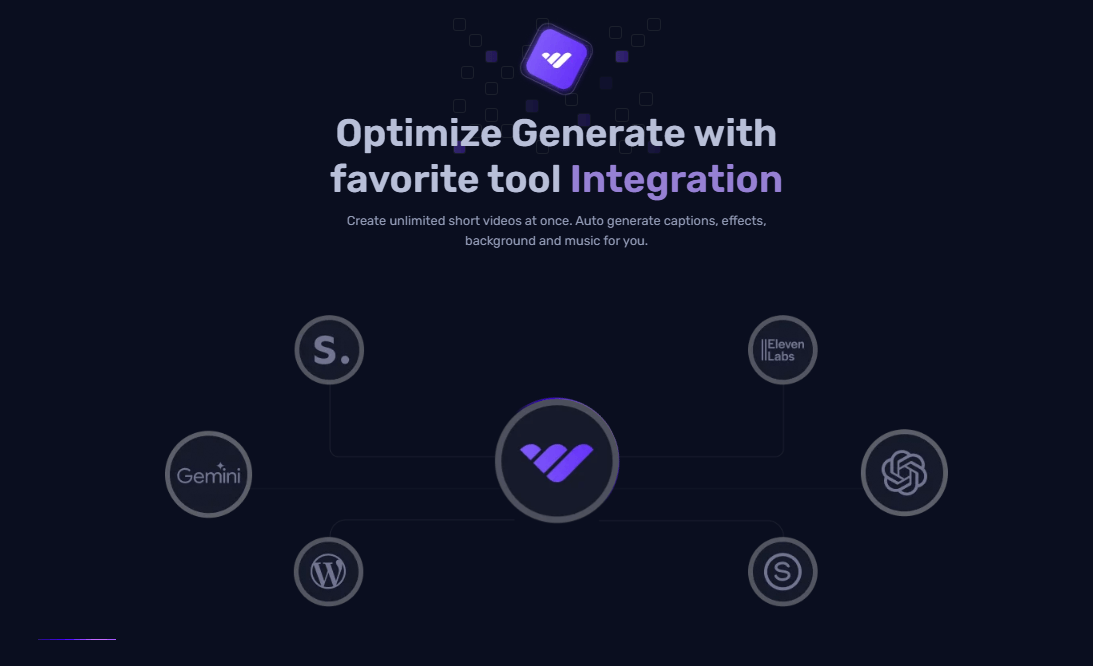 Optimize Generate with
favorite tool Integration
Create unlimited short videos at once. Auto generate captions, effects,
background and music for you.
S.
Eleven
Labs
Gemini
W
S